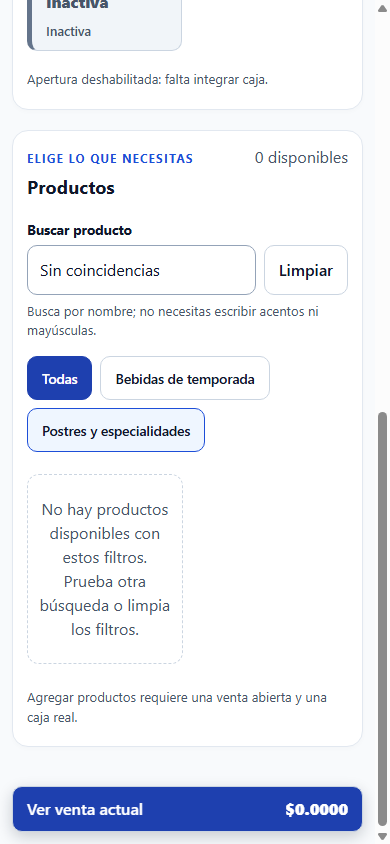 Inactiva
Inactiva
Apertura deshabilitada: falta integrar caja.
ELIGE LO QUE NECESITAS
0 disponibles
Productos
Buscar producto
Sin coincidencias
Limpiar
Busca por nombre; no necesitas escribir acentos ni
mayúsculas.
Todas
Bebidas de temporada
Postres y especialidades
No hay productos
disponibles con
estos filtros.
Prueba otra
búsqueda o limpia
los filtros.
Agregar productos requiere una venta abierta y una
caja real.
Ver venta actual
$0.0000